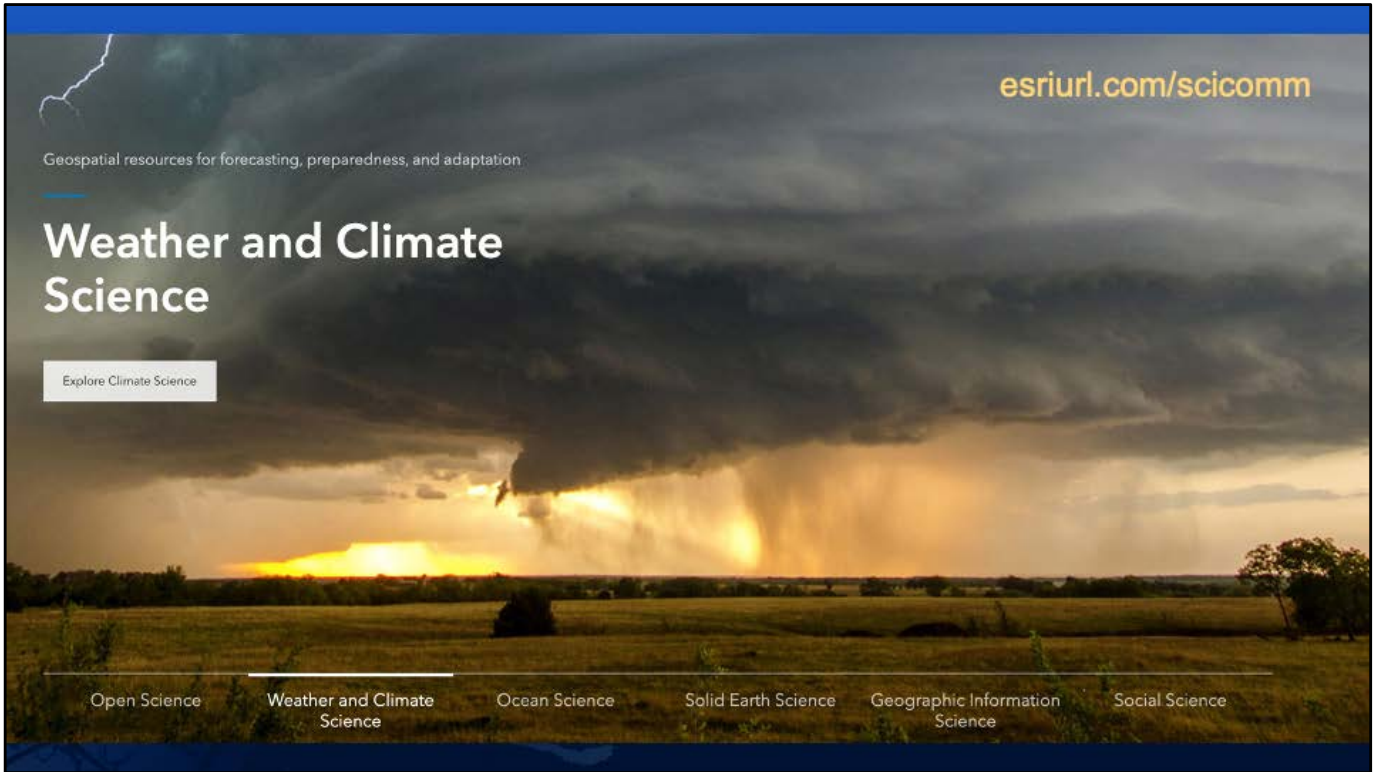 esriurl.com/scicomm
Geospatial resources for forecasting, preparedness, and adaptation
Weather and Climate
Science
Explore Climate Science
Open Science
Weather and Climate
Science
Ocean Science
Solid Earth Science
Geographic Information
Science
Social Science